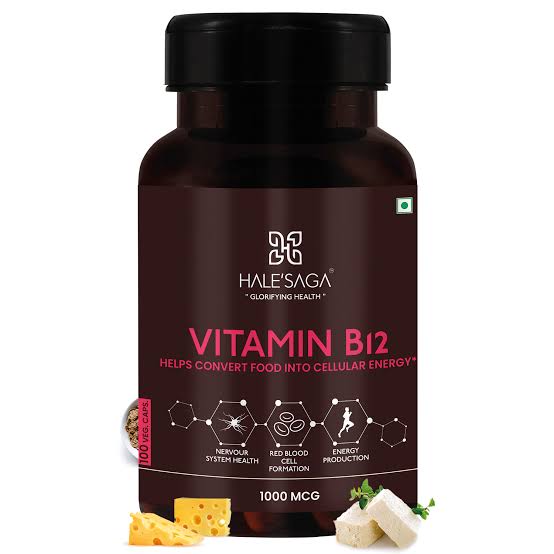 HALE'SAGA®
" GLORIFYING HEALTH "
VITAMIN B12
HELPS CONVERT FOOD INTO CELLULAR ENERGY*
100 VEG. CAPS.
NERVOUR
SYSTEM HEALTH
RED BLOOD
CELL
FORMATION
ENERGY
PRODUCTION
1000 MCG